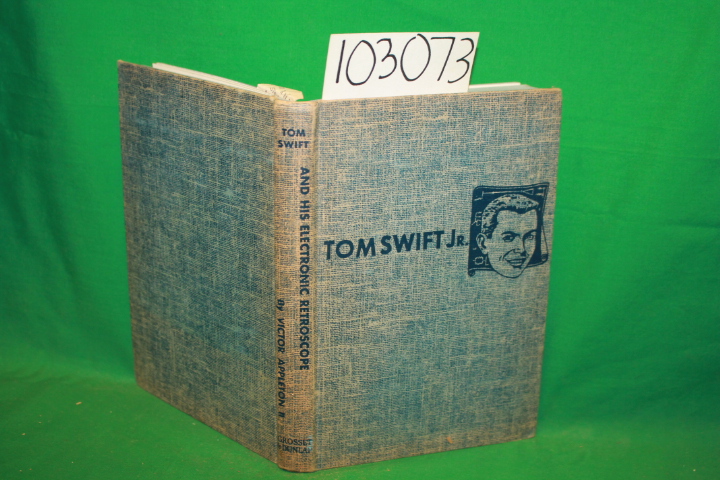 103073
TOM
SWIFT
AND HIS ELECTRONIC RETROSCOPE
By VICTOR APPLETON II
GROSSET
& DUNLAP
TOM SWIFT JR.